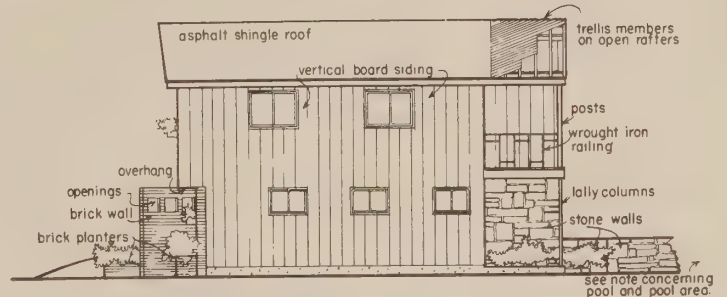 asphalt shingle roof
trellis members
on open rafters
vertical board siding
posts
wrought iron
railing
overhang
openings
brick wall
lally columns
stone walls
brick planters
see note concerning
pool and pool area.